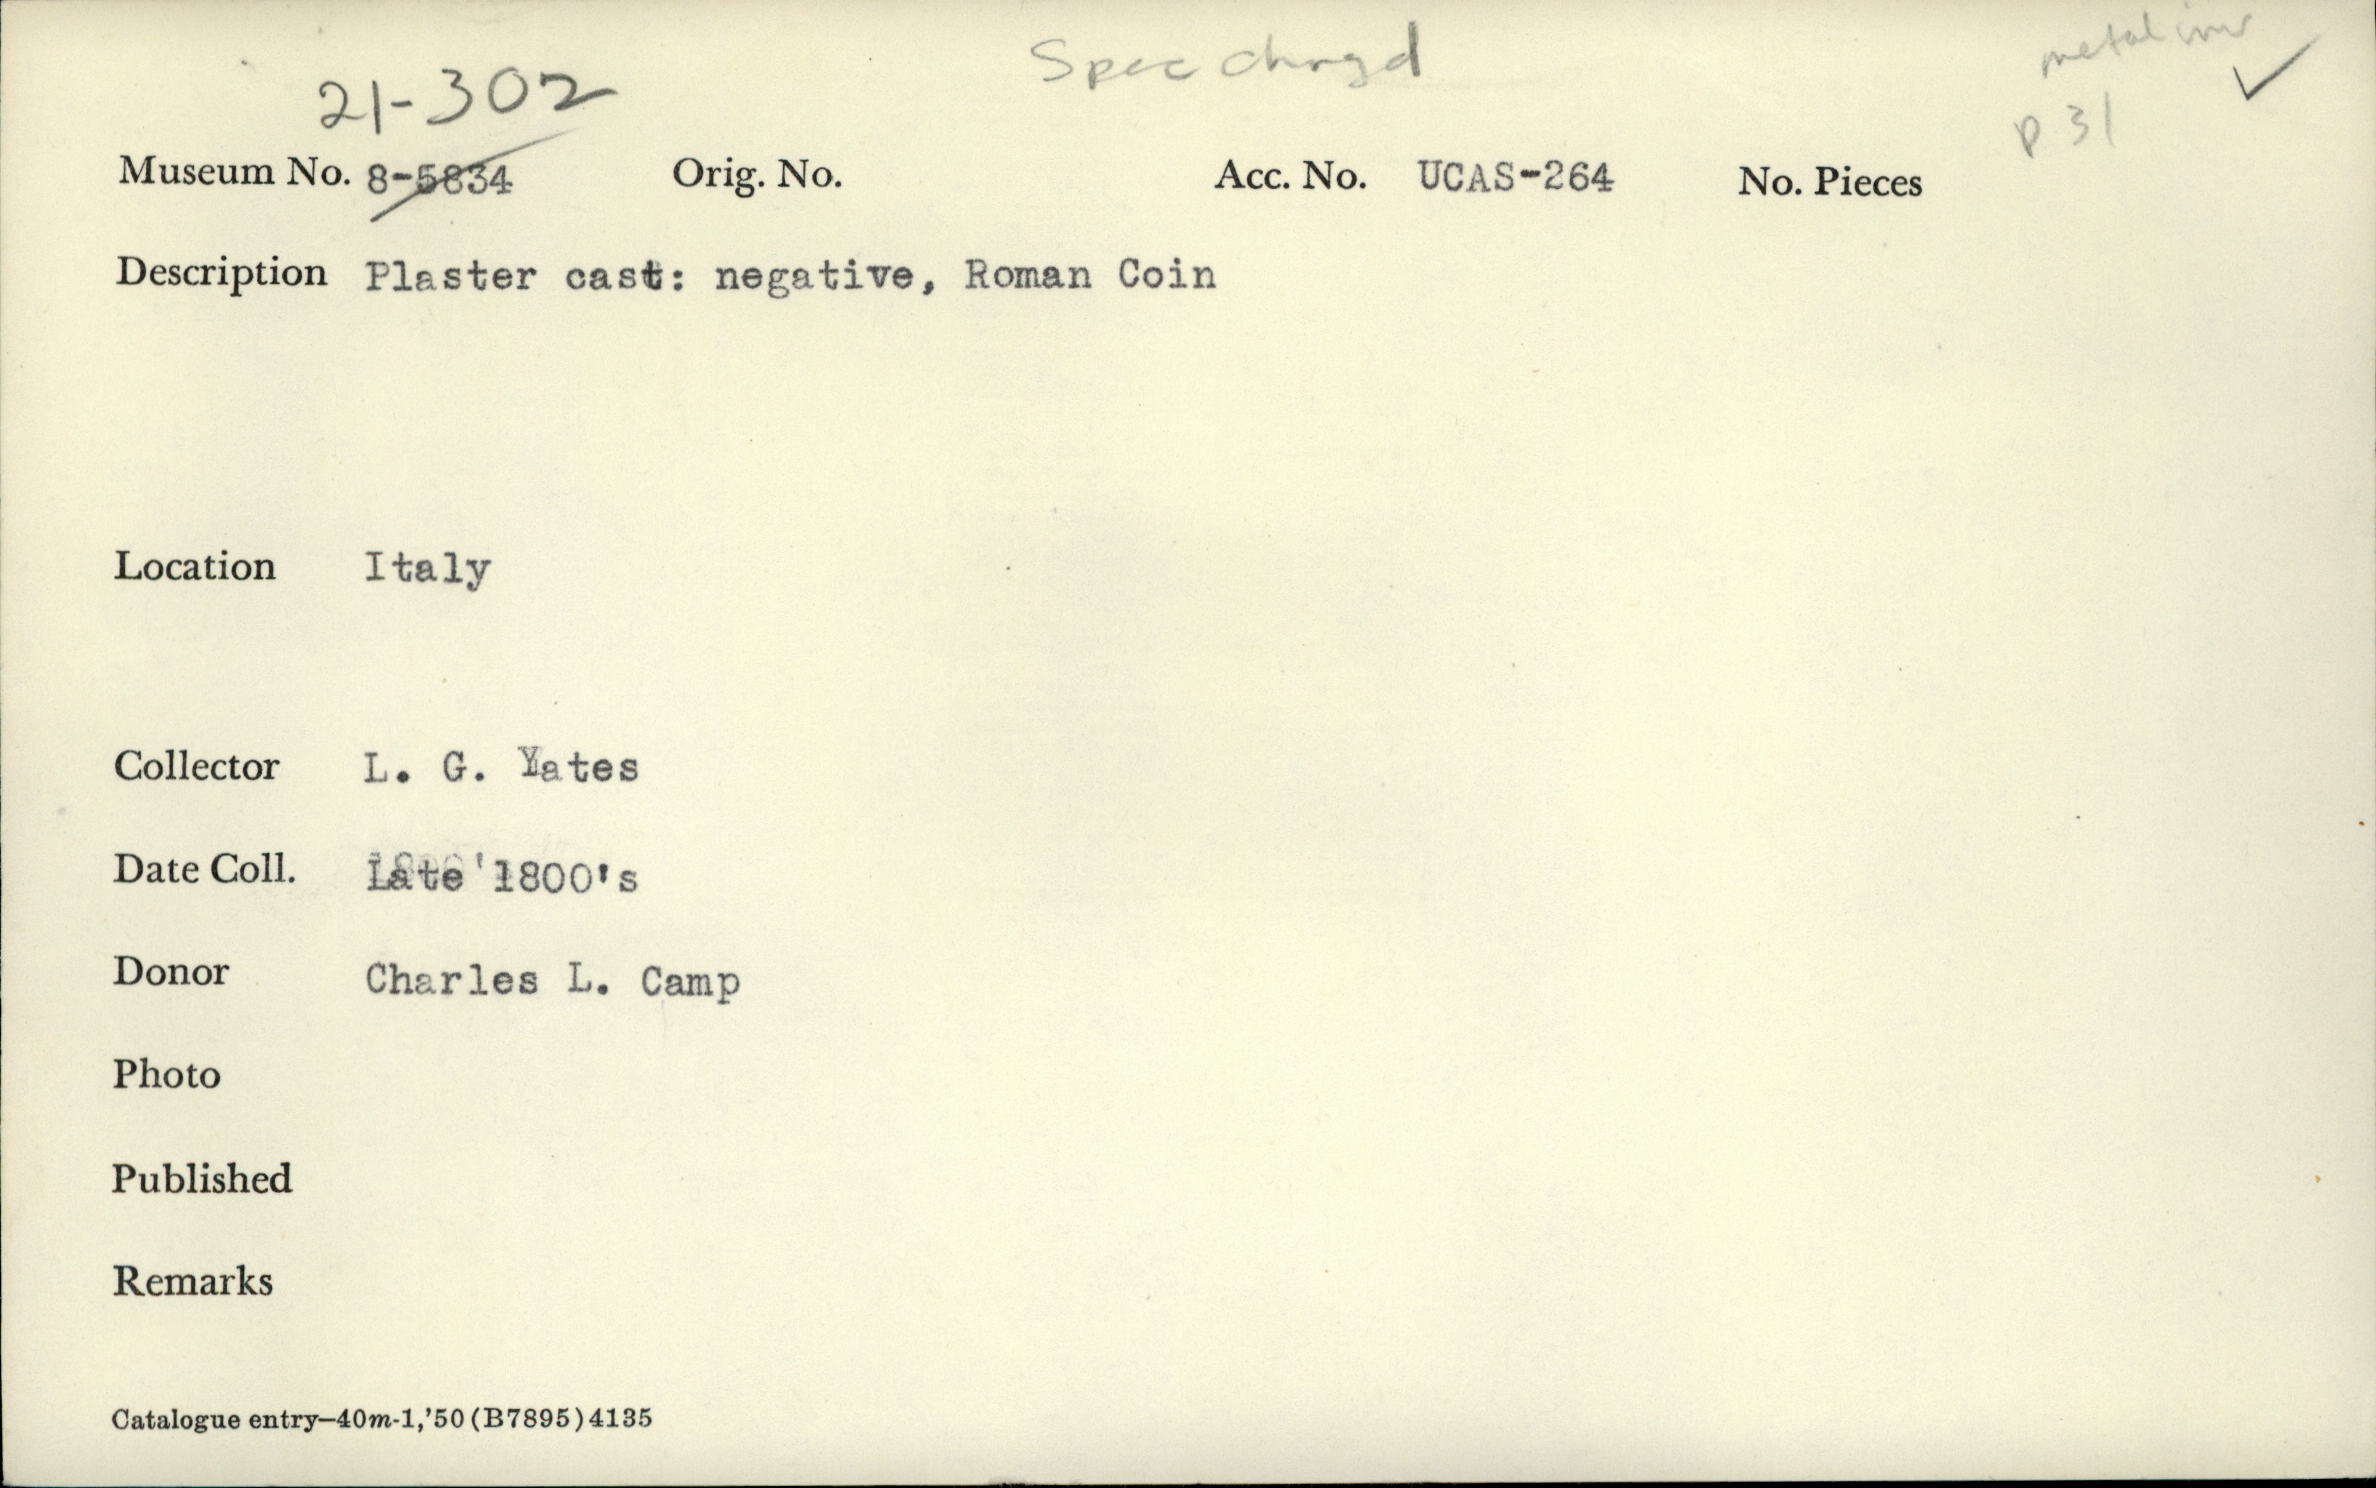 Spec chngd
metal inv ✓
21-302
p 31
Museum No. 8-5834 Orig. No. Acc. No. UCAS-264 No. Pieces
Description Plaster cast: negative, Roman Coin
Location Italy
Collector L. G. Yates
Date Coll. Late 1800's
Donor Charles L. Camp
Photo
Published
Remarks
Catalogue entry—40m-1,'50 (B7895) 4135